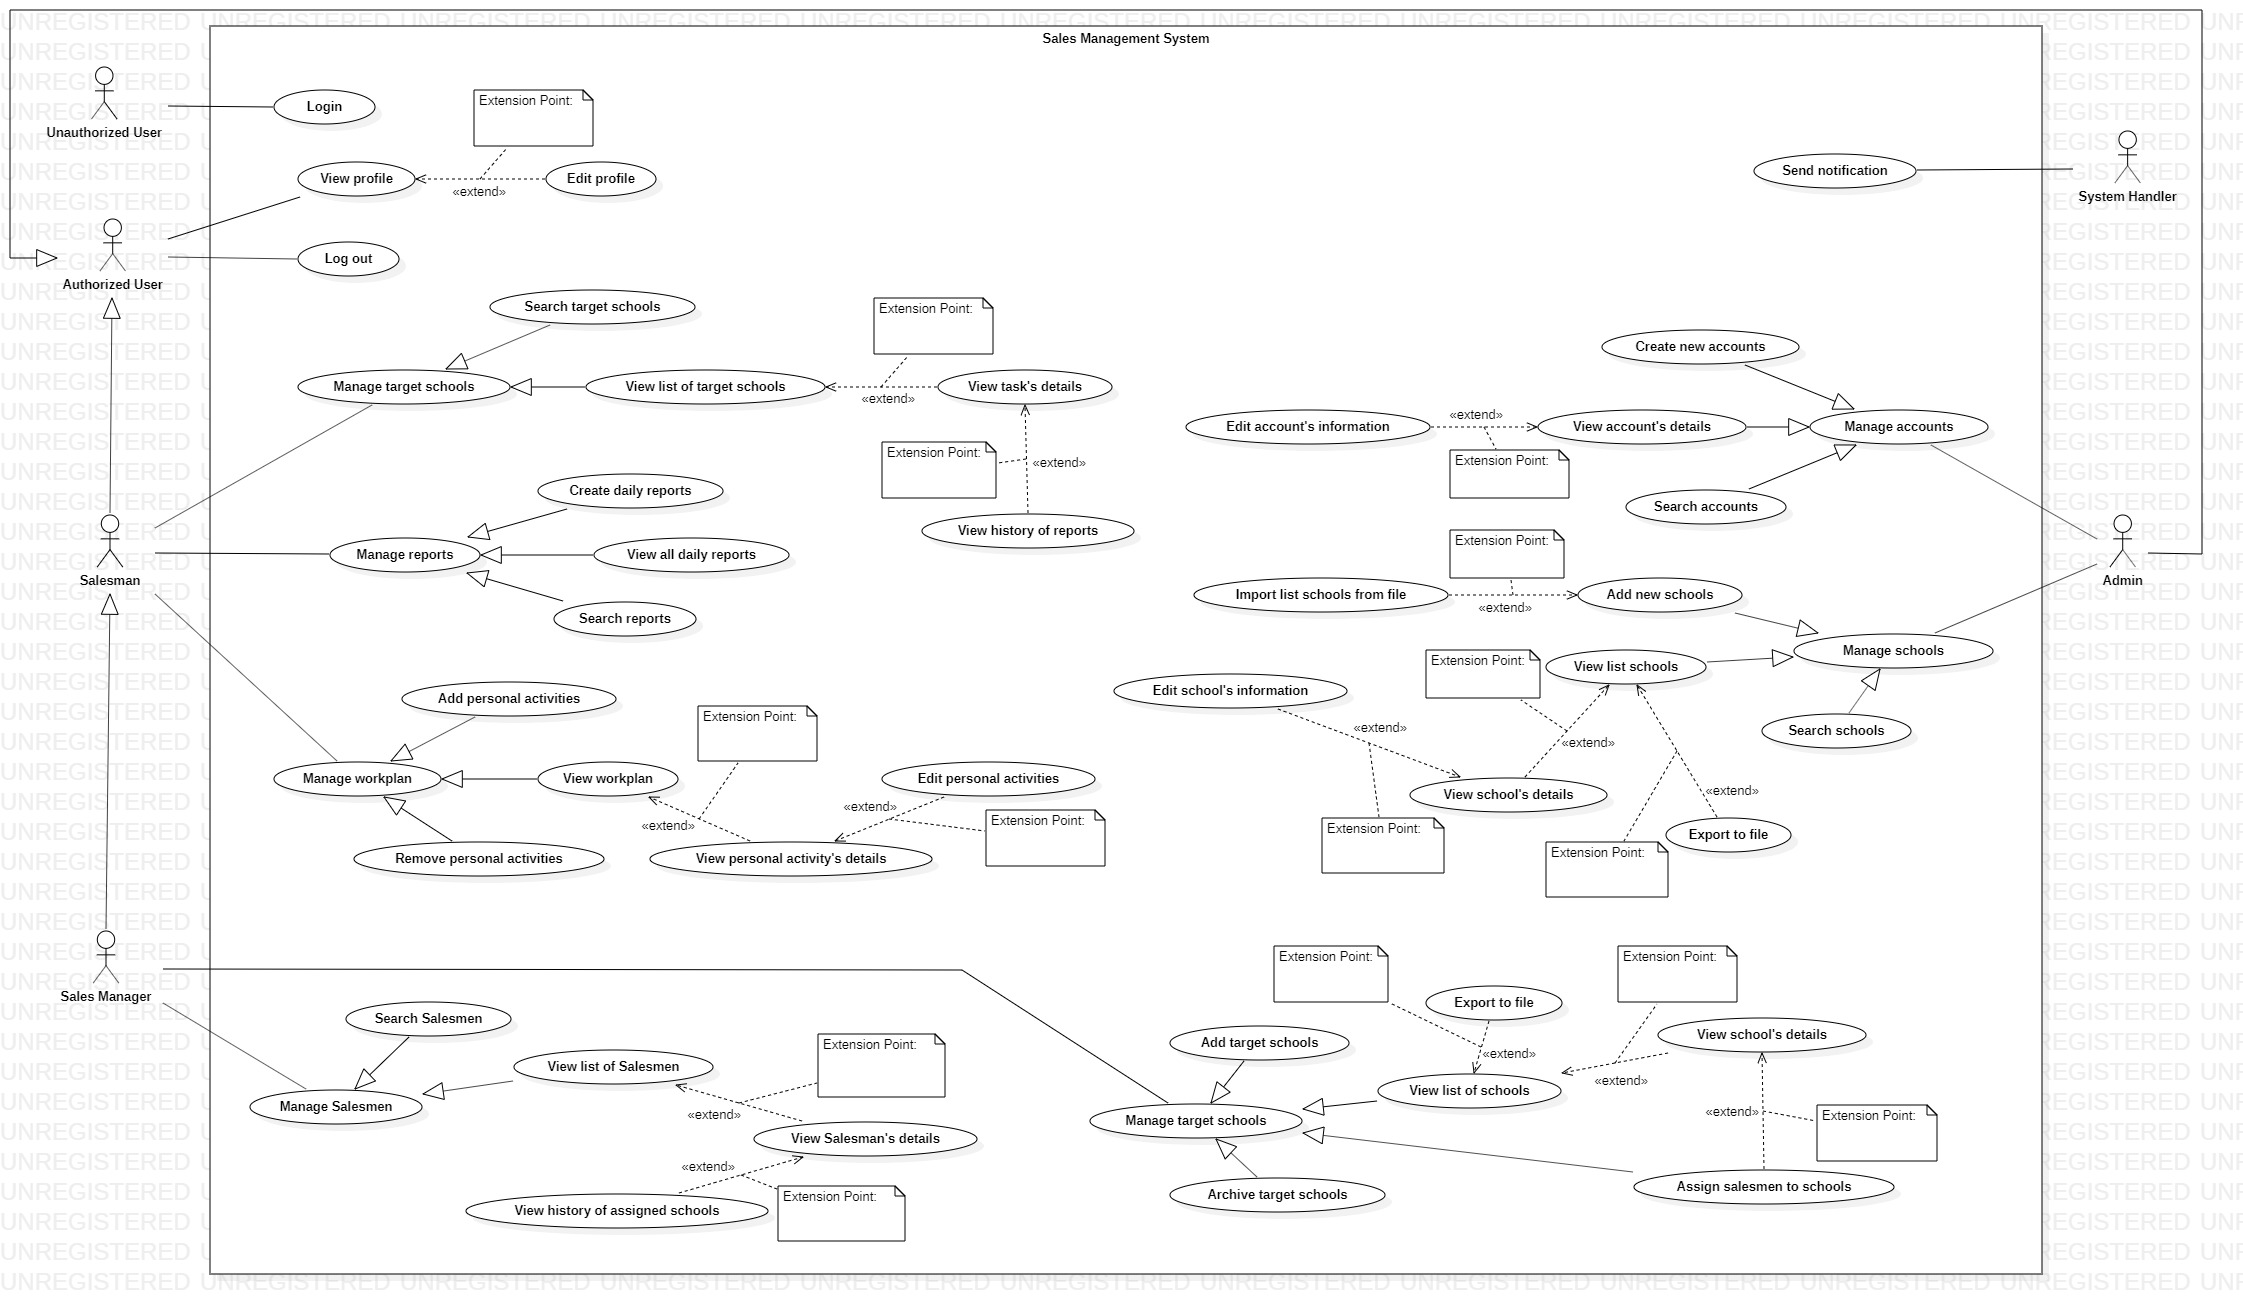 Sales Management System
Unauthorized User
Login
Extension Point:
View profile
«extend»
Edit profile
Send notification
System Handler
Authorized User
Log out
Search target schools
Extension Point:
Manage target schools
View list of target schools
«extend»
View task's details
Extension Point:
«extend»
View history of reports
Create new accounts
Edit account's information
«extend»
View account's details
Manage accounts
Extension Point:
Search accounts
Salesman
Create daily reports
Manage reports
View all daily reports
Search reports
Admin
Extension Point:
Import list schools from file
«extend»
Add new schools
Manage schools
Extension Point:
View list schools
Edit school's information
«extend»
«extend»
Search schools
View school's details
«extend»
Extension Point:
Export to file
Extension Point:
Add personal activities
Extension Point:
Manage workplan
View workplan
Edit personal activities
«extend»
«extend»
Extension Point:
Remove personal activities
View personal activity's details
Sales Manager
Search Salesmen
View list of Salesmen
Extension Point:
Manage Salesmen
«extend»
View Salesman's details
«extend»
View history of assigned schools
Extension Point:
Extension Point:
Export to file
Extension Point:
Add target schools
«extend»
View school's details
View list of schools
«extend»
Manage target schools
«extend»
Extension Point:
Archive target schools
Assign salesmen to schools
UNREGISTERED